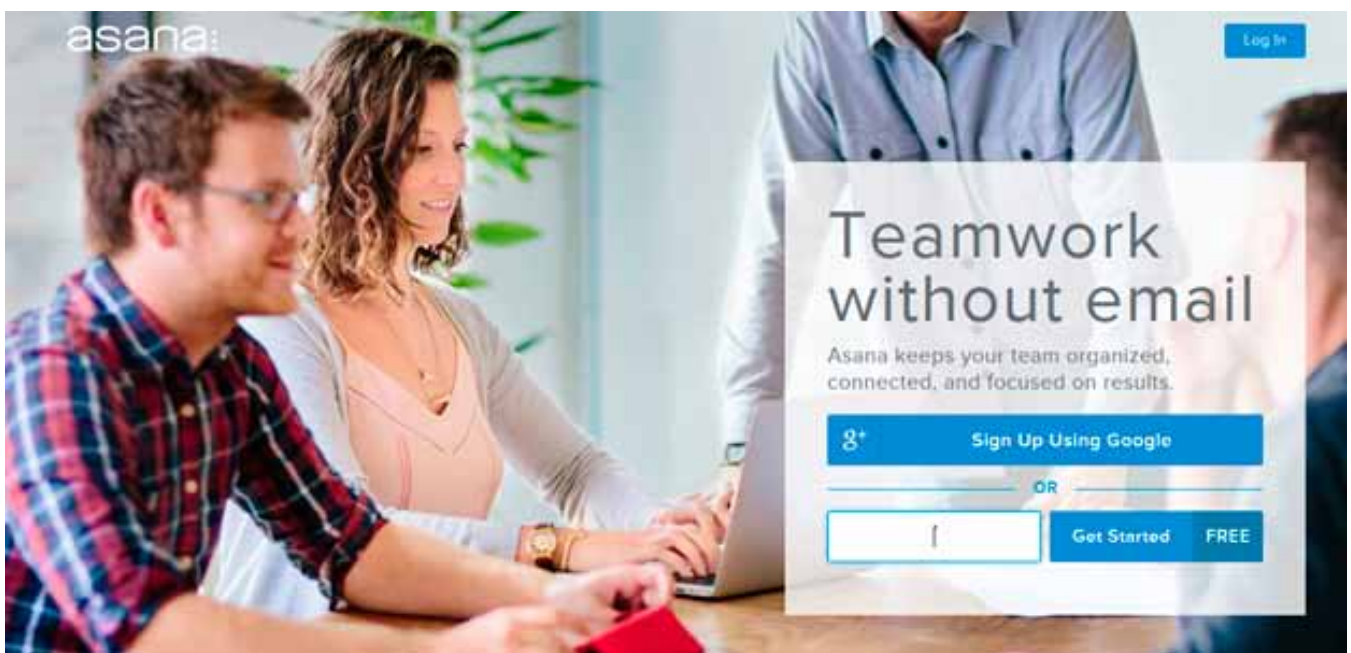 asana
Log In
Teamwork
without email
Asana keeps your team organized,
connected, and focused on results.
g+ Sign Up Using Google
OR
Get Started FREE